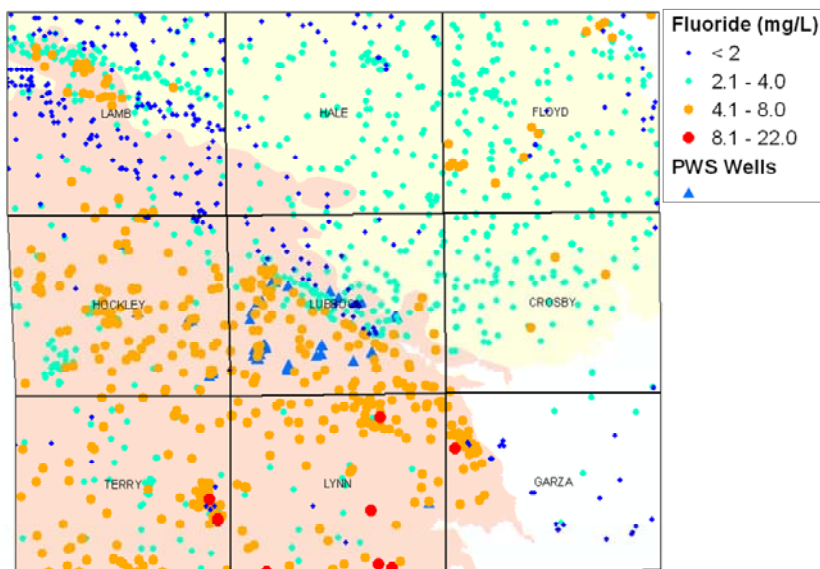 Fluoride (mg/L)
< 2
2.1 - 4.0
4.1 - 8.0
8.1 - 22.0
PWS Wells
LAMB
HALE
FLOYD
HOCKLEY
LUBBOCK
CROSBY
TERRY
LYNN
GARZA